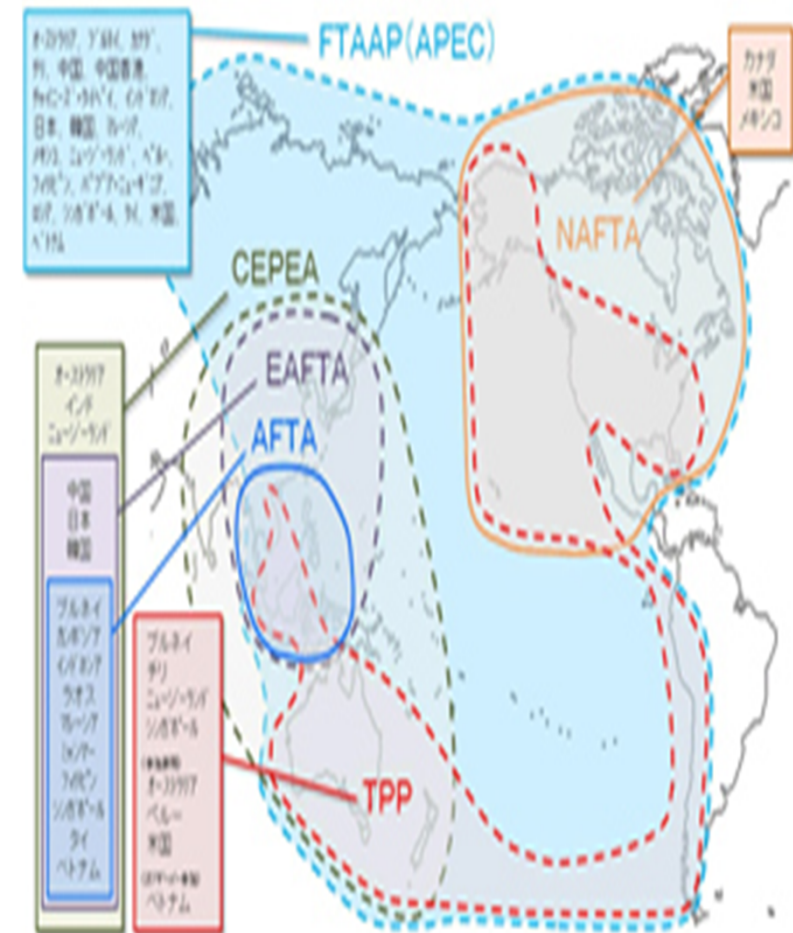 FTAAP(APEC)
オーストラリア、ブルネイ、カナダ、
チリ、中国、中国香港、
チャイニーズ・タイペイ、インドネシア、
日本、韓国、マレーシア、
メキシコ、ニュージーランド、ペルー、
フィリピン、パプアニューギニア、
ロシア、シンガポール、タイ、米国、
ベトナム
カナダ
米国
メキシコ
NAFTA
CEPEA
EAFTA
AFTA
オーストラリア
インド
ニュージーランド
中国
日本
韓国
ブルネイ
カンボジア
インドネシア
ラオス
マレーシア
ミャンマー
フィリピン
シンガポール
タイ
ベトナム
ブルネイ
チリ
ニュージーランド
シンガポール
オーストラリア
ペルー
米国
ベトナム
TPP